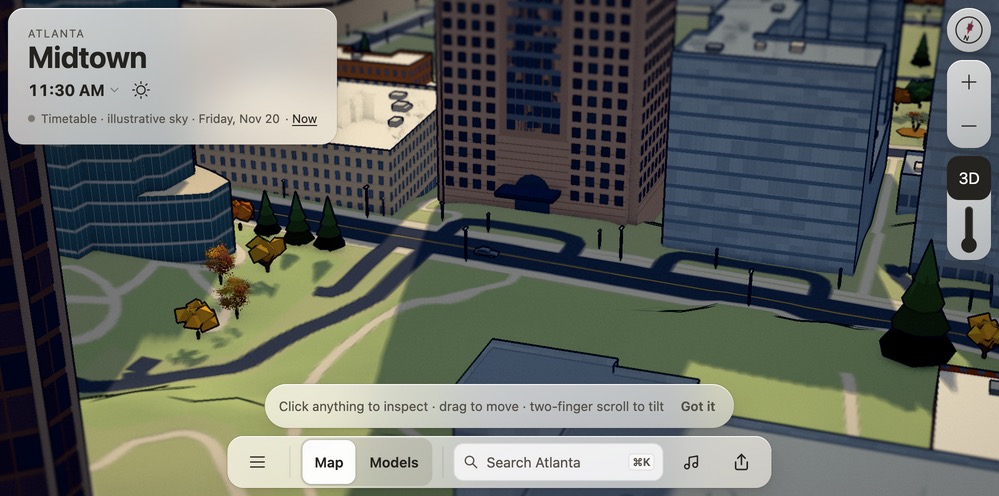 ATLANTA
Midtown
11:30 AM
Timetable · illustrative sky · Friday, Nov 20 · Now
N
+
−
3D
Click anything to inspect · drag to move · two-finger scroll to tilt Got it
Map Models Search Atlanta ⌘K